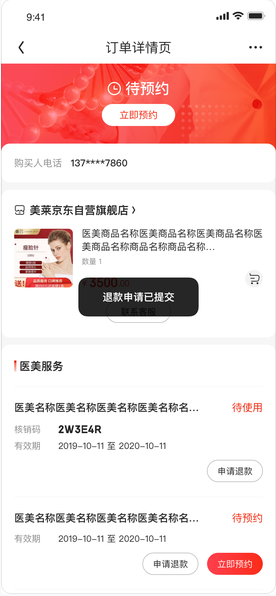 9:41
订单详情页
待预约
立即预约
购买人电话 137****7860
美莱京东自营旗舰店
瘦脸针
医美商品名称医美商品名称医美商品名称医
美商品名称商品名称商品名称...
数量 1
3500
退款申请已提交
医美服务
医美名称医美名称医美名称医美名称名... 待使用
核销码 2W3E4R
有效期 2019-10-11 至 2020-10-11
申请退款
医美名称医美名称医美名称医美名称名... 待预约
有效期 2019-10-11 至 2020-10-11
申请退款 立即预约